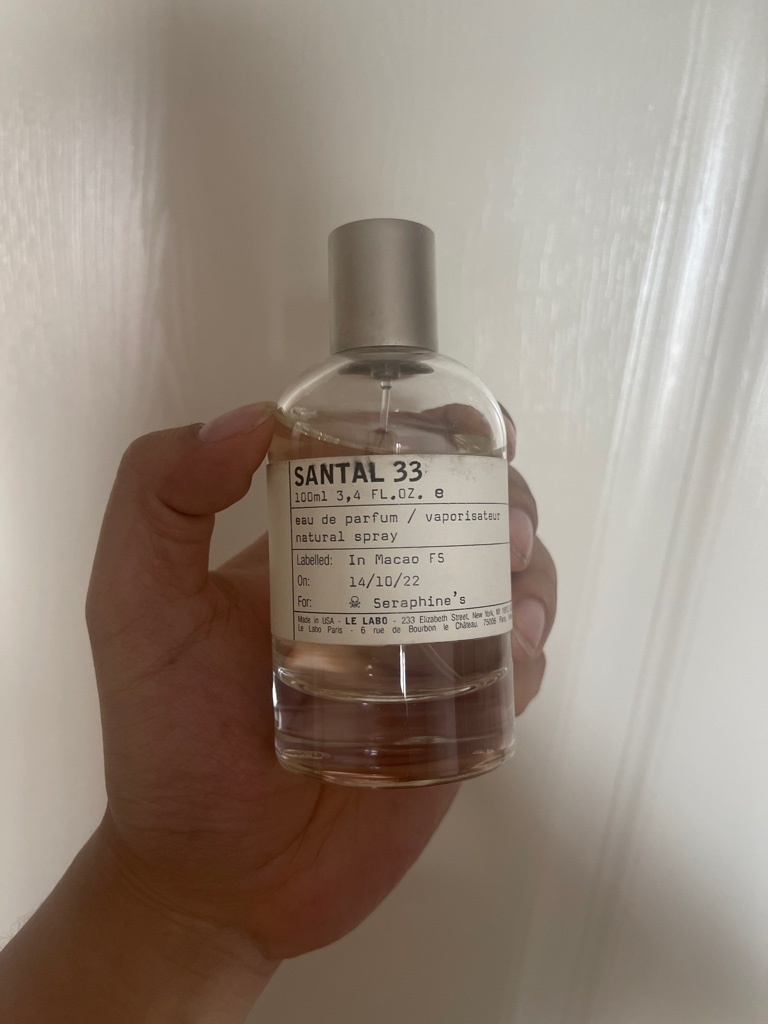 SANTAL 33
100ml 3,4 FL.OZ. e
eau de parfum / vaporisateur
natural spray
Labelled: In Macao FS
On: 14/10/22
For: ☠ Seraphine's
Made in USA - LE LABO - 233 Elizabeth Street, New York, NY
Le Labo Paris - 6 rue de Bourbon le Château. 75006 Paris,